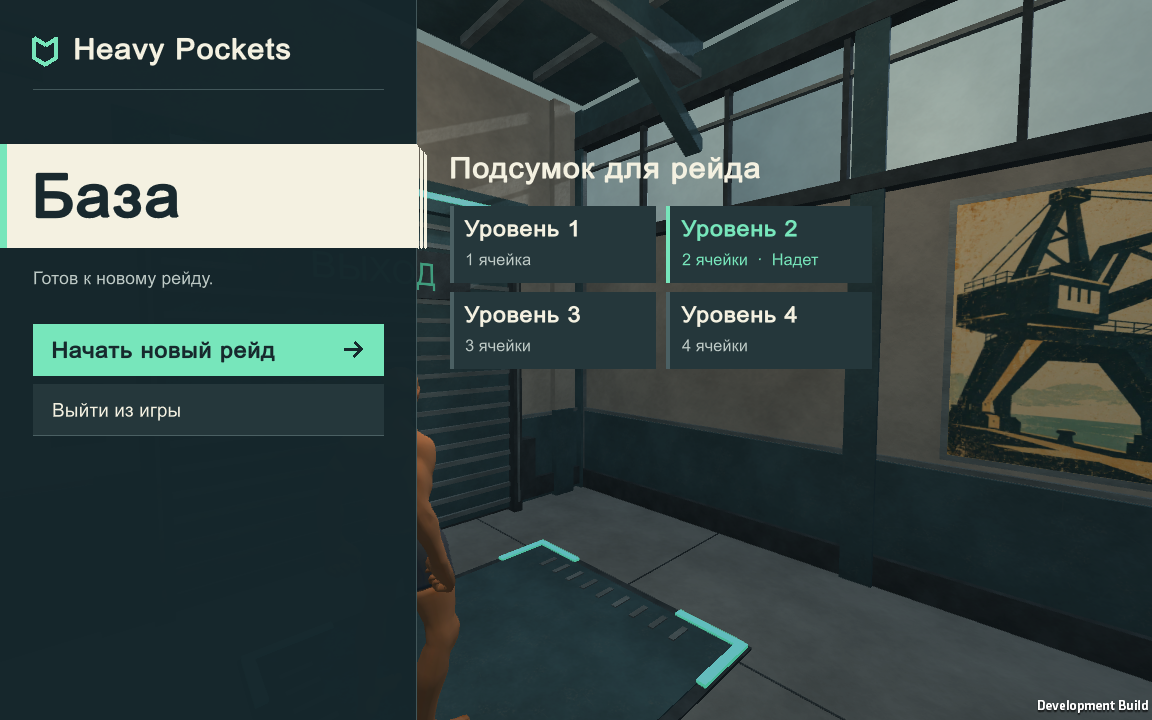 Heavy Pockets
База
Готов к новому рейду.
Начать новый рейд
Выйти из игры
ВЫХОД
Подсумок для рейда
Уровень 1
1 ячейка
Уровень 2
2 ячейки · Надет
Уровень 3
3 ячейки
Уровень 4
4 ячейки
Development Build